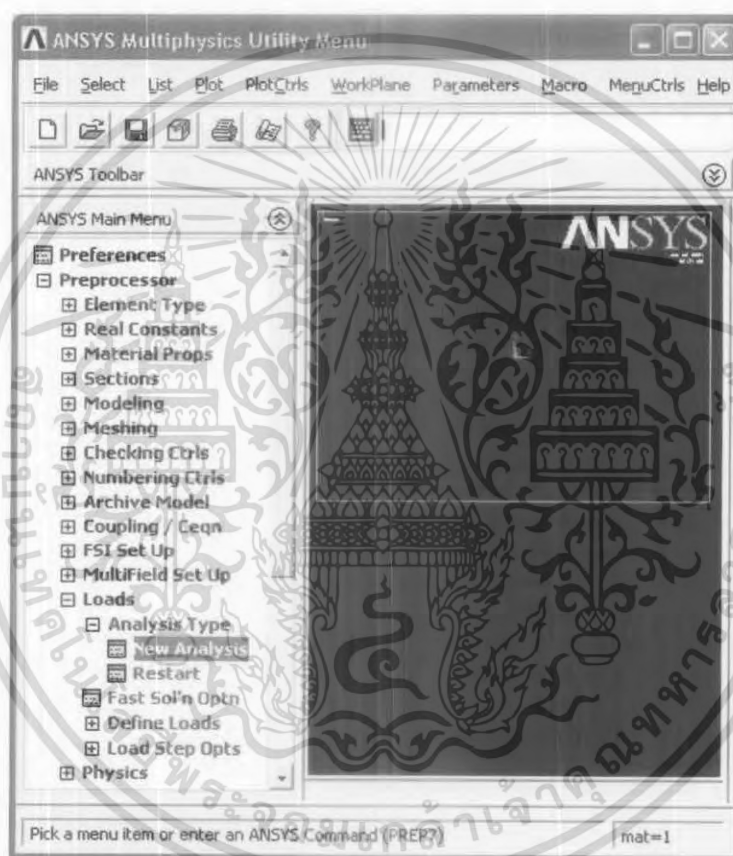 ANSYS Multiphysics Utility Menu
File Select List Plot PlotCtrls WorkPlane Parameters Macro MenuCtrls Help
ANSYS Toolbar
ANSYS Main Menu
ANSYS
Preferences
Preprocessor
Element Type
Real Constants
Material Props
Sections
Modeling
Meshing
Checking Ctrls
Numbering Ctrls
Archive Model
Coupling / Ceqn
FSI Set Up
MultiField Set Up
Loads
Analysis Type
New Analysis
Restart
Fast Sol'n Optn
Define Loads
Load Step Opts
Physics
Pick a menu item or enter an ANSYS Command (PREP7) mat=1